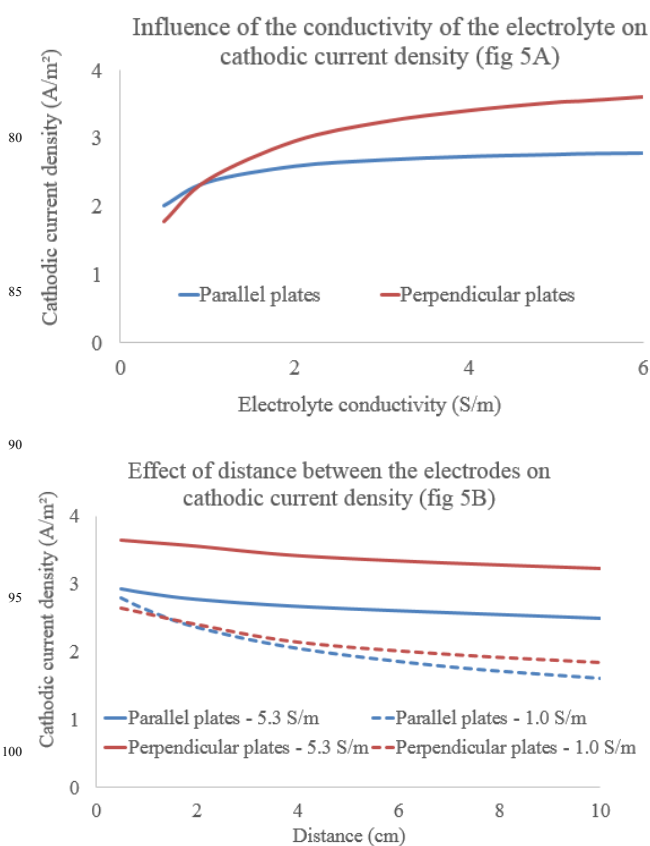 Influence of the conductivity of the electrolyte on
cathodic current density (fig 5A)
Cathodic current density (A/m²)
4
80
3
2
1
85
Parallel plates
Perpendicular plates
0
0
2
4
6
Electrolyte conductivity (S/m)
90
Effect of distance between the electrodes on
cathodic current density (fig 5B)
Cathodic current density (A/m²)
4
3
95
2
1
Parallel plates - 5.3 S/m
Parallel plates - 1.0 S/m
Perpendicular plates - 5.3 S/m
Perpendicular plates - 1.0 S/m
100
0
0
2
4
6
8
10
Distance (cm)